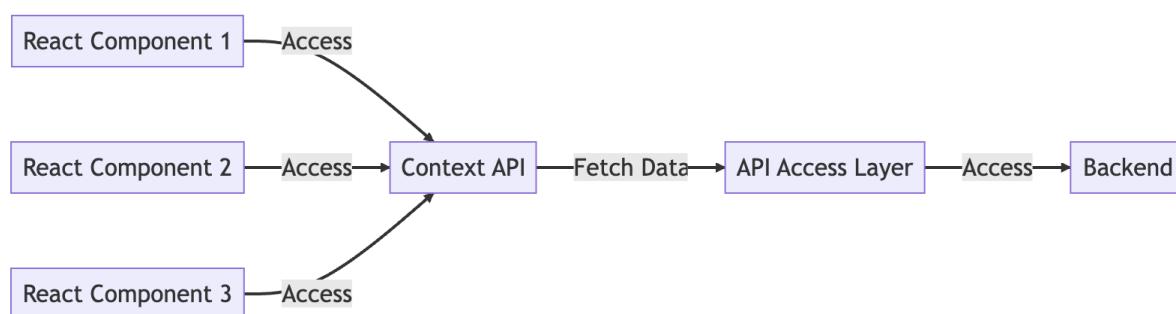 React Component 1
Access
React Component 2
Access
Context API
Fetch Data
API Access Layer
Access
Backend
React Component 3
Access